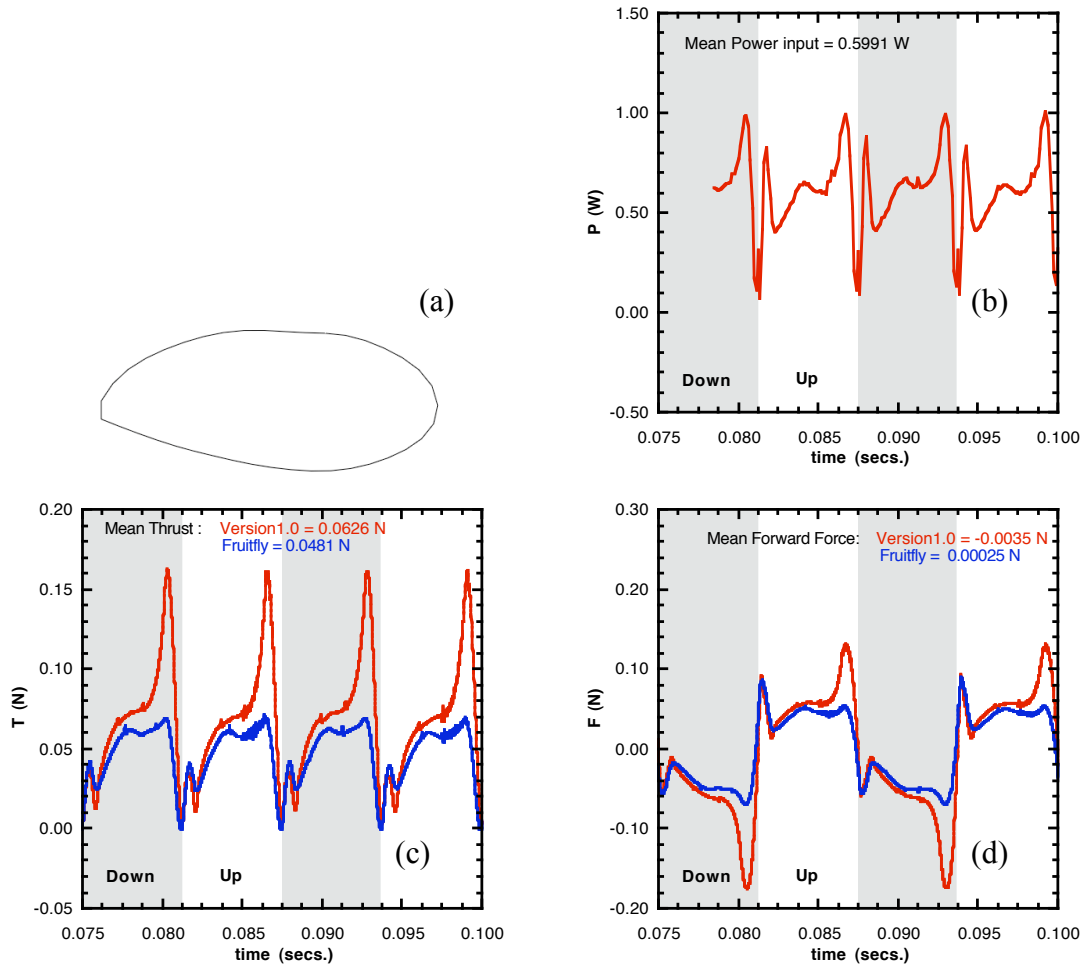 (a)
1.50
1.00
0.50
0.00
-0.50
P (W)
Mean Power input = 0.5991 W
(b)
Down Up
0.075 0.080 0.085 0.090 0.095 0.100
time (secs.)
0.20
0.15
0.10
0.05
0.00
-0.05
T (N)
Mean Thrust : Version1.0 = 0.0626 N
Fruitfly = 0.0481 N
(c)
Down Up
0.075 0.080 0.085 0.090 0.095 0.100
time (secs.)
0.30
0.20
0.10
0.00
-0.10
-0.20
F (N)
Mean Forward Force: Version1.0 = -0.0035 N
Fruitfly = 0.00025 N
(d)
Down Up
0.075 0.080 0.085 0.090 0.095 0.100
time (secs.)